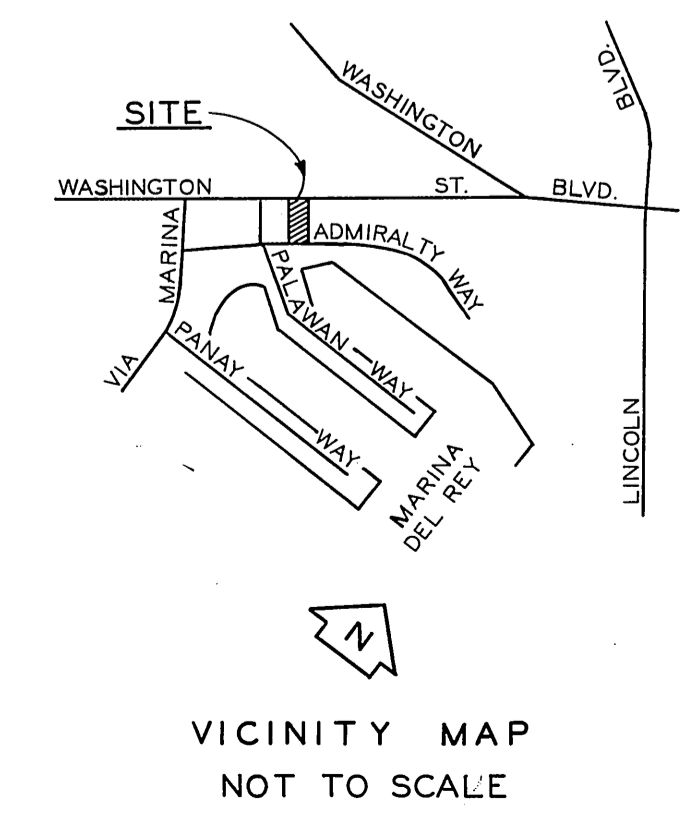 BLVD.
WASHINGTON
SITE
WASHINGTON ST. BLVD.
MARINA
ADMIRALTY WAY
PALAWAN WAY
VIA
PANAY WAY
LINCOLN
MARINA
DEL REY
N
VICINITY MAP
NOT TO SCALE